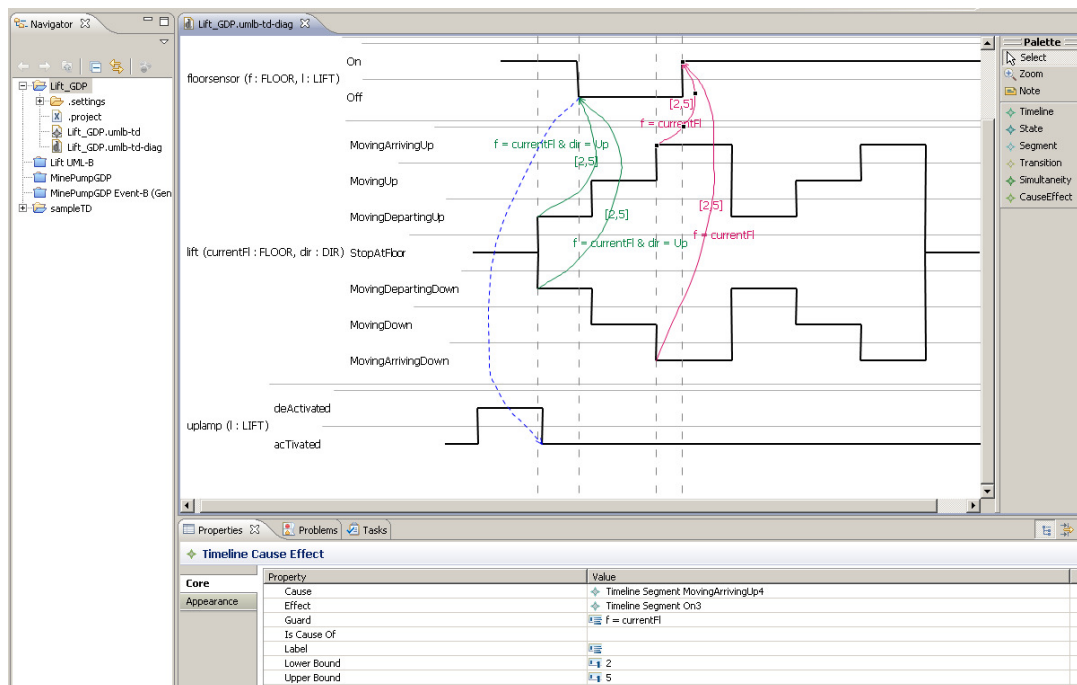 Navigator
Lift_GDP
.settings
.project
Lift_GDP.umlb-td
Lift_GDP.umlb-td-diag
Lift UML-B
MinePumpGDP
MinePumpGDP Event-B (Gen
sampleTD
Lift_GDP.umlb-td-diag
On
floorsensor (f : FLOOR, l : LIFT)
Off
[2,5]
f = currentFl
MovingArrivingUp
f = currentFl & dir = Up
[2,5]
MovingUp
[2,5]
[2,5]
MovingDepartingUp
f = currentFl
f = currentFl & dir = Up
lift (currentFl : FLOOR, dir : DIR) StopAtFloor
MovingDepartingDown
MovingDown
MovingArrivingDown
deActivated
uplamp (l : LIFT)
acTivated
Palette
Select
Zoom
Note
Timeline
State
Segment
Transition
Simultaneity
CauseEffect
Properties
Problems
Tasks
Timeline Cause Effect
Core
Appearance
Property Value
Cause Timeline Segment MovingArrivingUp4
Effect Timeline Segment On3
Guard f = currentFl
Is Cause Of
Label
Lower Bound 2
Upper Bound 5